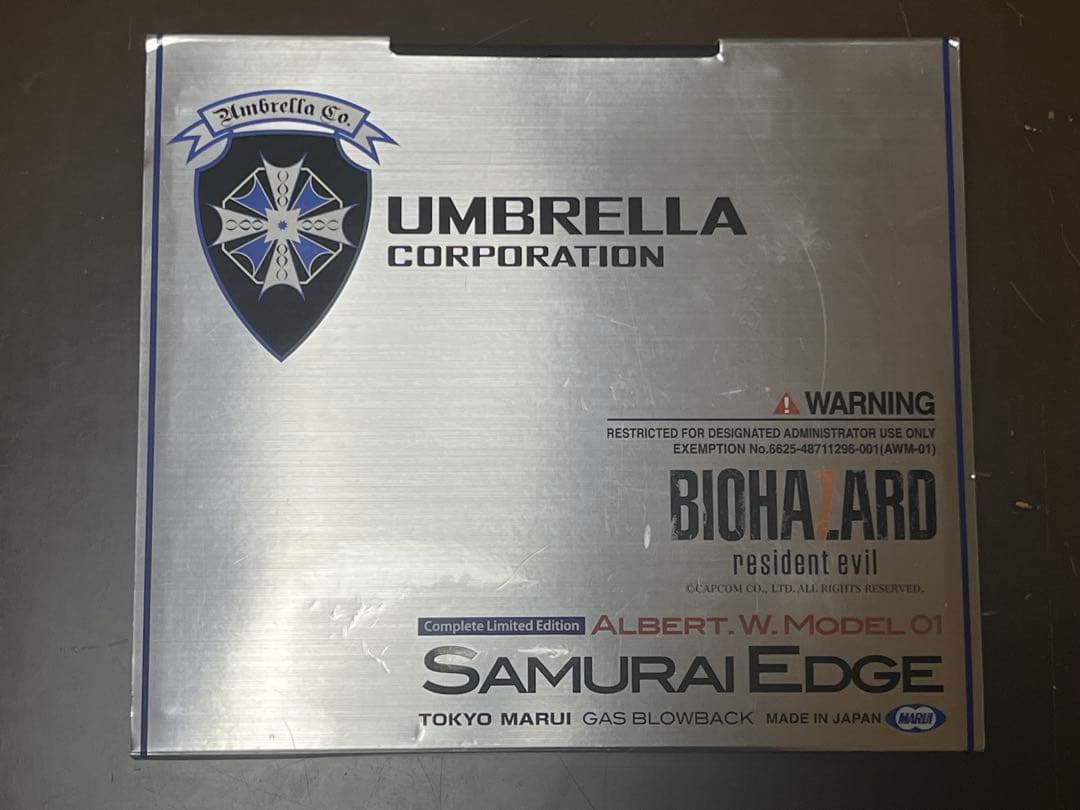 Umbrella Co.
UMBRELLA
CORPORATION
WARNING
RESTRICTED FOR DESIGNATED ADMINISTRATOR USE ONLY
EXEMPTION No.6625-48711296-001(AWM-01)
BIOHAZARD
resident evil
©CAPCOM CO., LTD. ALL RIGHTS RESERVED.
Complete Limited Edition ALBERT.W.MODEL 01
SAMURAI EDGE
TOKYO MARUI GAS BLOWBACK MADE IN JAPAN MARUI